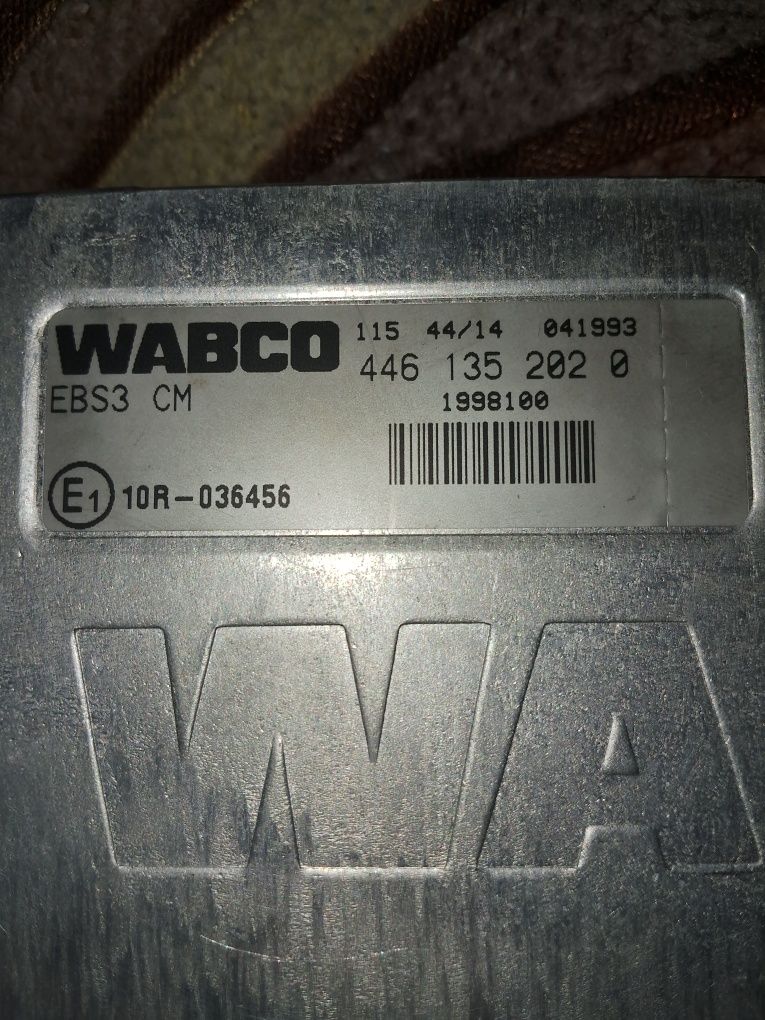 WABCO 115 44/14 041993
446 135 202 0
EBS3 CM 1998100
E1 10R-036456
WA